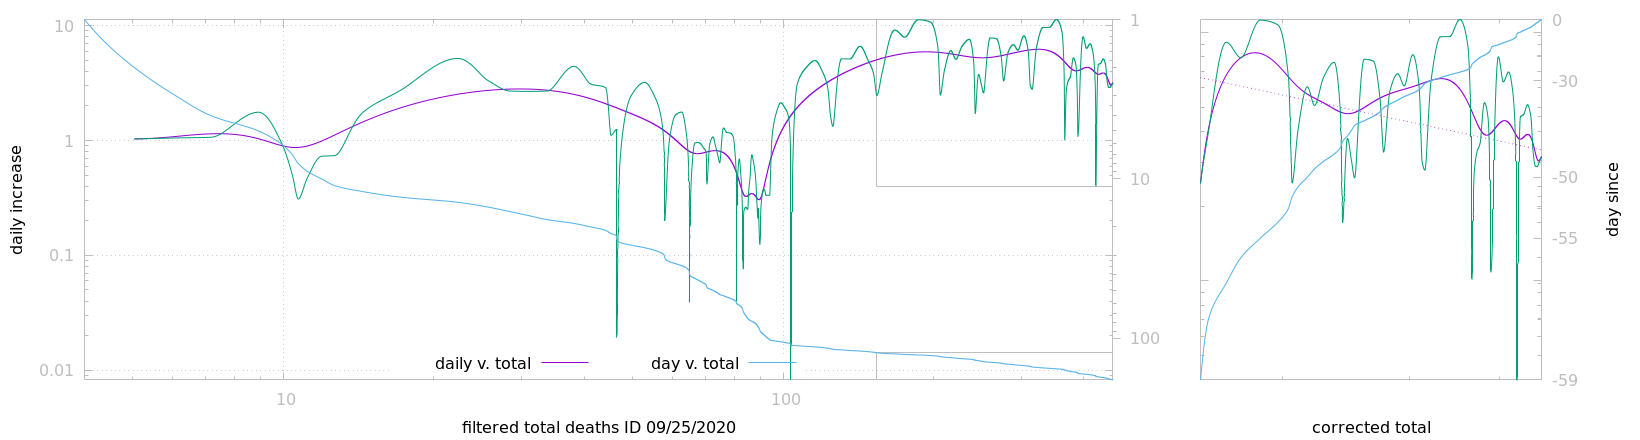 10
1
0.1
0.01
daily increase
10
100
filtered total deaths ID 09/25/2020
daily v. total
day v. total
1
10
100
0
-30
-50
-55
-59
day since
corrected total